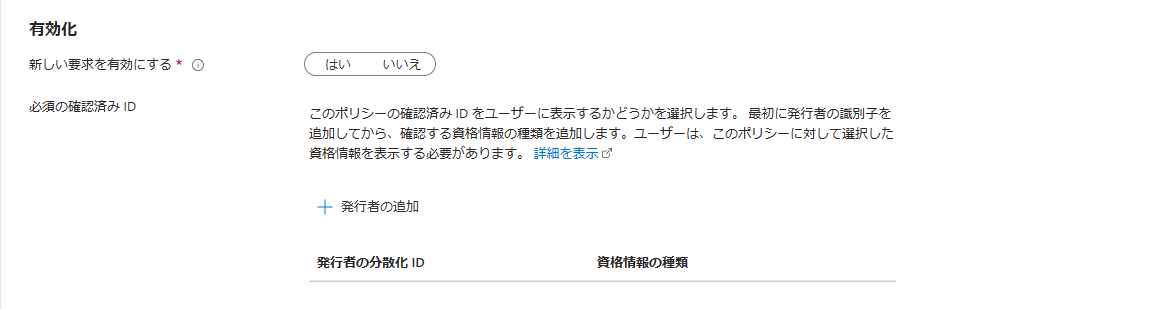 有効化
新しい要求を有効にする *
はい いいえ
必須の確認済み ID
このポリシーの確認済み ID をユーザーに表示するかどうかを選択します。 最初に発行者の識別子を
追加してから、確認する資格情報の種類を追加します。ユーザーは、このポリシーに対して選択した
資格情報を表示する必要があります。 詳細を表示
発行者の追加
発行者の分散化 ID 資格情報の種類